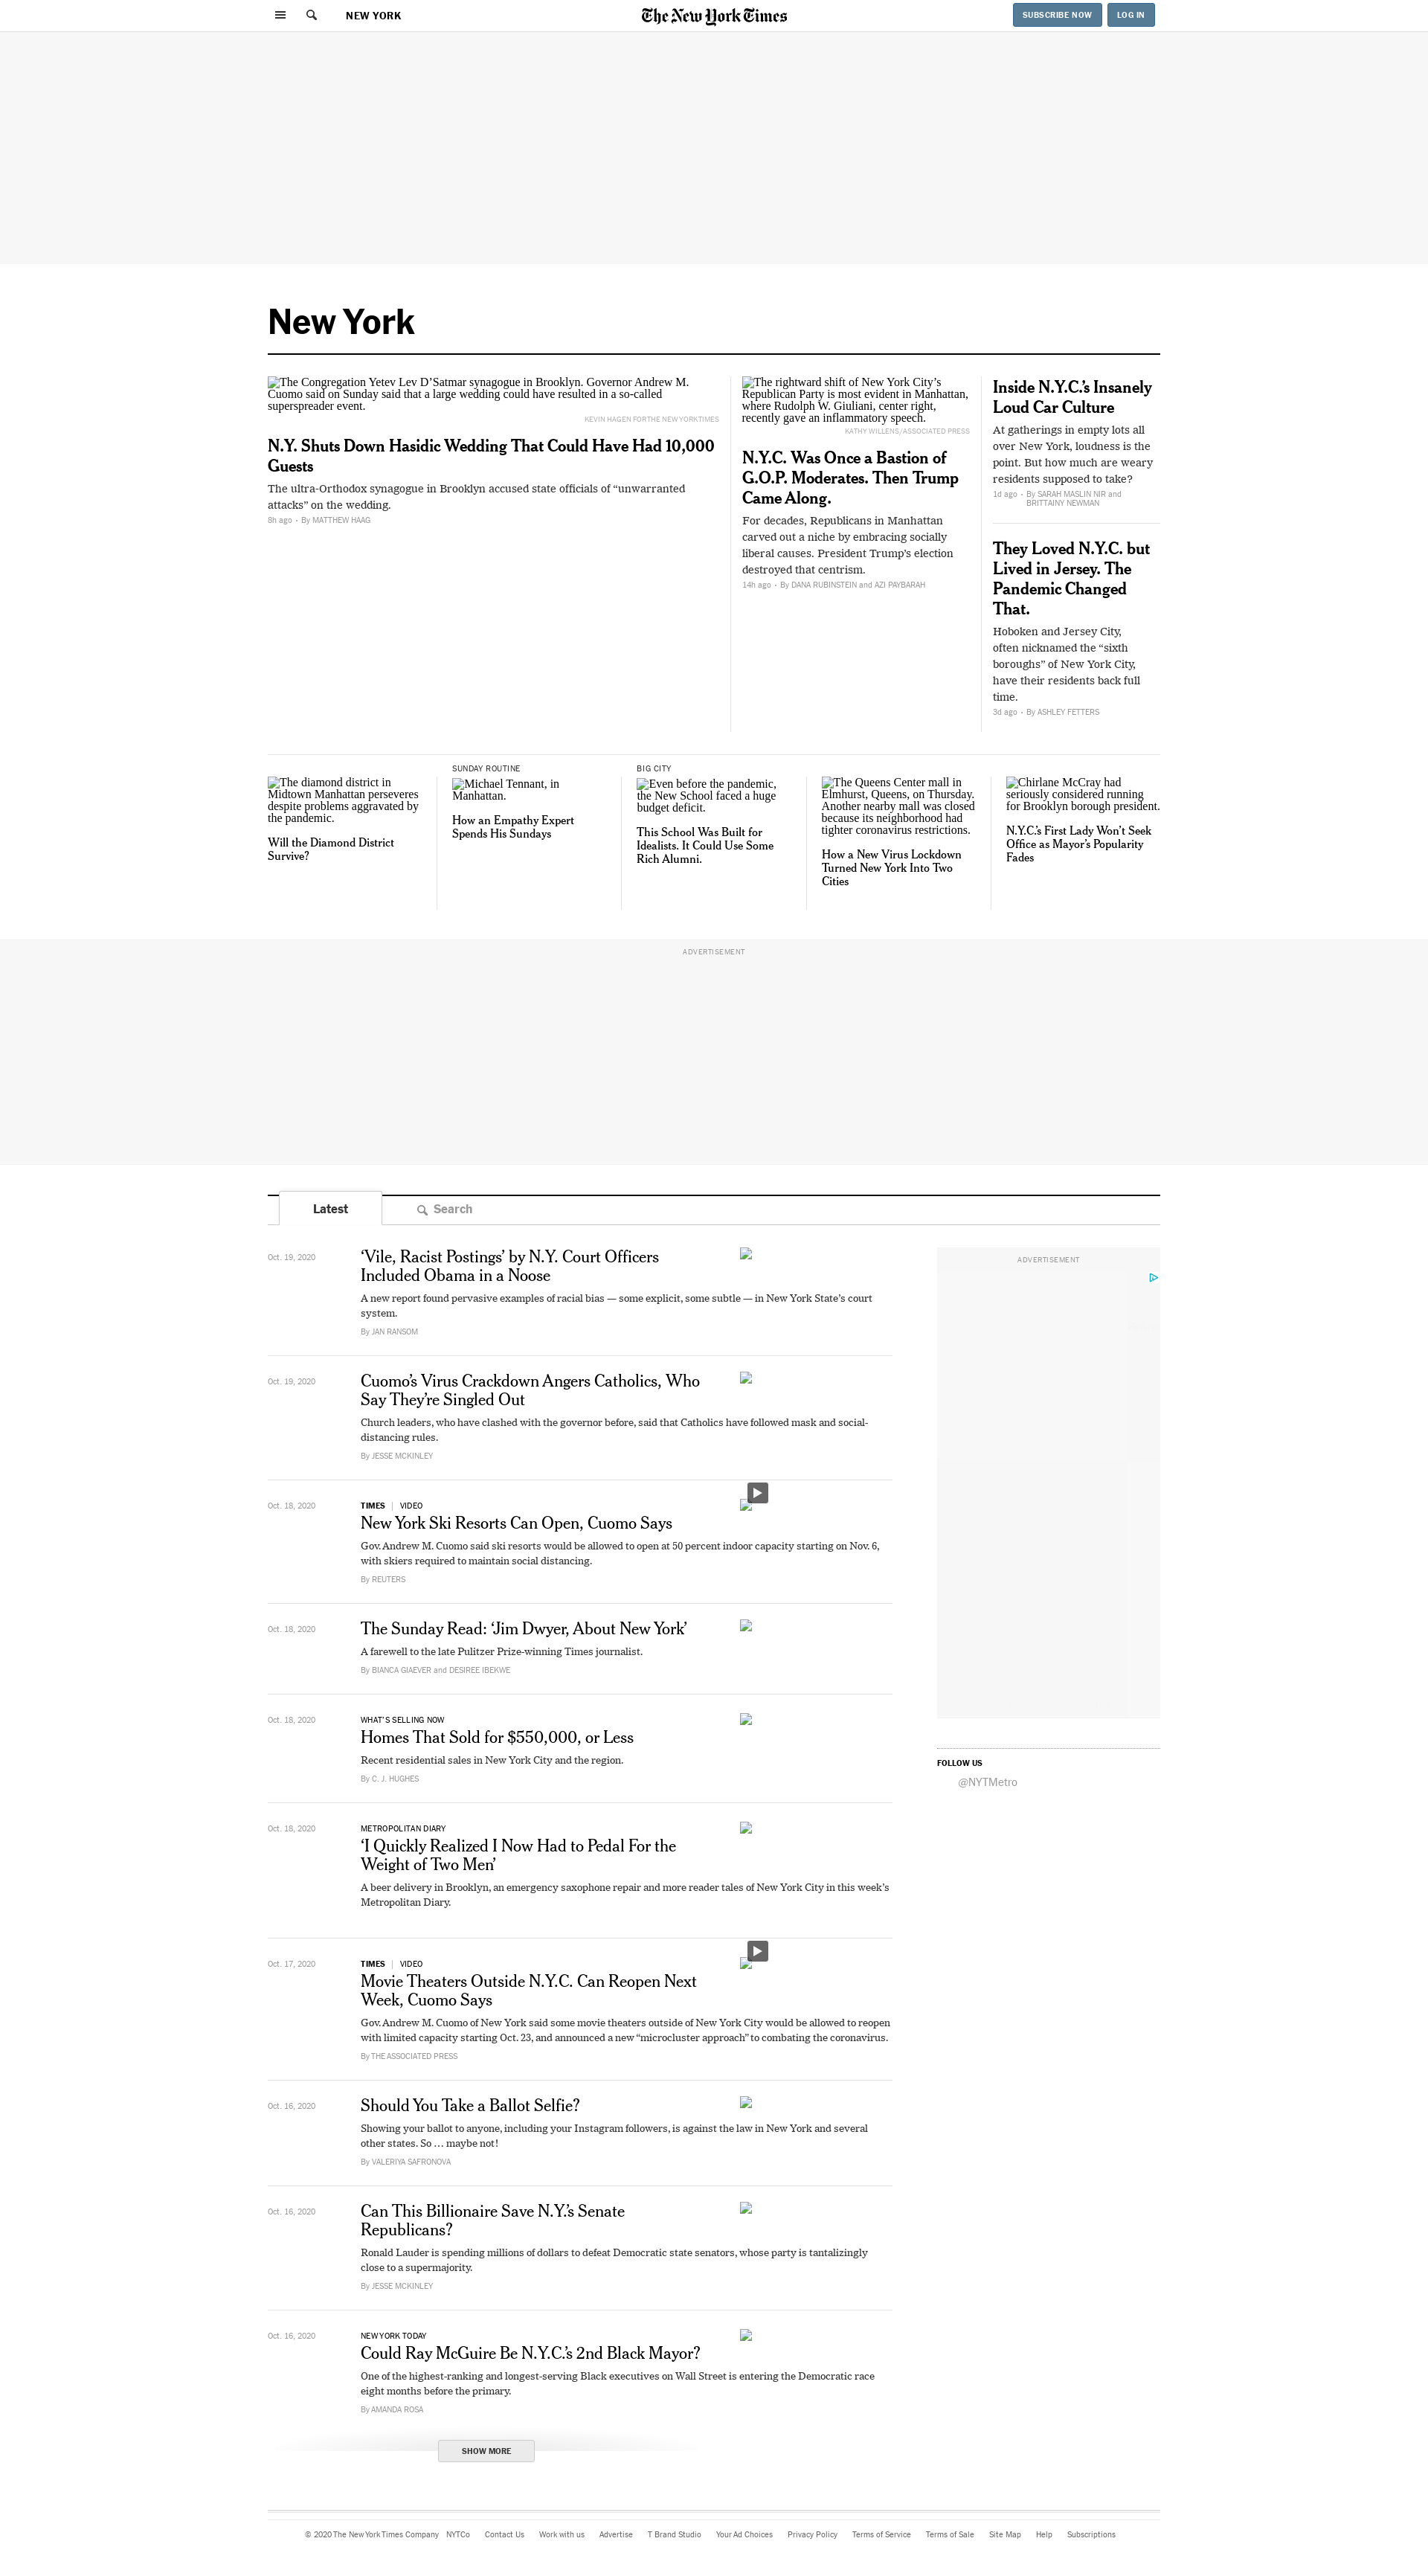 NEW YORK
The New York Times
SUBSCRIBE NOW
LOG IN
New York
The Congregation Yetev Lev D’Satmar synagogue in Brooklyn. Governor Andrew M.
Cuomo said on Sunday said that a large wedding could have resulted in a so-called
superspreader event.
KEVIN HAGEN FORTHE NEW YORK TIMES
N.Y. Shuts Down Hasidic Wedding That Could Have Had 10,000
Guests
The ultra-Orthodox synagogue in Brooklyn accused state officials of “unwarranted
attacks” on the wedding.
8h ago • By MATTHEW HAAG
The rightward shift of New York City’s
Republican Party is most evident in Manhattan,
where Rudolph W. Giuliani, center right,
recently gave an inflammatory speech.
KATHY WILLENS/ASSOCIATED PRESS
N.Y.C. Was Once a Bastion of
G.O.P. Moderates. Then Trump
Came Along.
For decades, Republicans in Manhattan
carved out a niche by embracing socially
liberal causes. President Trump’s election
destroyed that centrism.
14h ago • By DANA RUBINSTEIN and AZI PAYBARAH
Inside N.Y.C.’s Insanely
Loud Car Culture
At gatherings in empty lots all
over New York, loudness is the
point. But how much are weary
residents supposed to take?
1d ago • By SARAH MASLIN NIR and
BRITTAINY NEWMAN
They Loved N.Y.C. but
Lived in Jersey. The
Pandemic Changed
That.
Hoboken and Jersey City,
often nicknamed the “sixth
boroughs” of New York City,
have their residents back full
time.
3d ago • By ASHLEY FETTERS
The diamond district in
Midtown Manhattan perseveres
despite problems aggravated by
the pandemic.
Will the Diamond District
Survive?
SUNDAY ROUTINE
Michael Tennant, in
Manhattan.
How an Empathy Expert
Spends His Sundays
BIG CITY
Even before the pandemic,
the New School faced a huge
budget deficit.
This School Was Built for
Idealists. It Could Use Some
Rich Alumni.
The Queens Center mall in
Elmhurst, Queens, on Thursday.
Another nearby mall was closed
because its neighborhood had
tighter coronavirus restrictions.
How a New Virus Lockdown
Turned New York Into Two
Cities
Chirlane McCray had
seriously considered running
for Brooklyn borough president.
N.Y.C.’s First Lady Won’t Seek
Office as Mayor’s Popularity
Fades
ADVERTISEMENT
Latest
Search
Oct. 19, 2020
‘Vile, Racist Postings’ by N.Y. Court Officers
Included Obama in a Noose
A new report found pervasive examples of racial bias — some explicit, some subtle — in New York State’s court
system.
By JAN RANSOM
Oct. 19, 2020
Cuomo’s Virus Crackdown Angers Catholics, Who
Say They’re Singled Out
Church leaders, who have clashed with the governor before, said that Catholics have followed mask and social-
distancing rules.
By JESSE MCKINLEY
Oct. 18, 2020
TIMES | VIDEO
New York Ski Resorts Can Open, Cuomo Says
Gov. Andrew M. Cuomo said ski resorts would be allowed to open at 50 percent indoor capacity starting on Nov. 6,
with skiers required to maintain social distancing.
By REUTERS
Oct. 18, 2020
The Sunday Read: ‘Jim Dwyer, About New York’
A farewell to the late Pulitzer Prize-winning Times journalist.
By BIANCA GIAEVER and DESIREE IBEKWE
Oct. 18, 2020
WHAT’S SELLING NOW
Homes That Sold for $550,000, or Less
Recent residential sales in New York City and the region.
By C. J. HUGHES
Oct. 18, 2020
METROPOLITAN DIARY
‘I Quickly Realized I Now Had to Pedal For the
Weight of Two Men’
A beer delivery in Brooklyn, an emergency saxophone repair and more reader tales of New York City in this week’s
Metropolitan Diary.
Oct. 17, 2020
TIMES | VIDEO
Movie Theaters Outside N.Y.C. Can Reopen Next
Week, Cuomo Says
Gov. Andrew M. Cuomo of New York said some movie theaters outside of New York City would be allowed to reopen
with limited capacity starting Oct. 23, and announced a new “microcluster approach” to combating the coronavirus.
By THE ASSOCIATED PRESS
Oct. 16, 2020
Should You Take a Ballot Selfie?
Showing your ballot to anyone, including your Instagram followers, is against the law in New York and several
other states. So … maybe not!
By VALERIYA SAFRONOVA
Oct. 16, 2020
Can This Billionaire Save N.Y.’s Senate
Republicans?
Ronald Lauder is spending millions of dollars to defeat Democratic state senators, whose party is tantalizingly
close to a supermajority.
By JESSE MCKINLEY
Oct. 16, 2020
NEW YORK TODAY
Could Ray McGuire Be N.Y.C.’s 2nd Black Mayor?
One of the highest-ranking and longest-serving Black executives on Wall Street is entering the Democratic race
eight months before the primary.
By AMANDA ROSA
SHOW MORE
ADVERTISEMENT
FOLLOW US
@NYTMetro
© 2020 The New York Times Company NYTCo Contact Us Work with us Advertise T Brand Studio Your Ad Choices Privacy Policy Terms of Service Terms of Sale Site Map Help Subscriptions